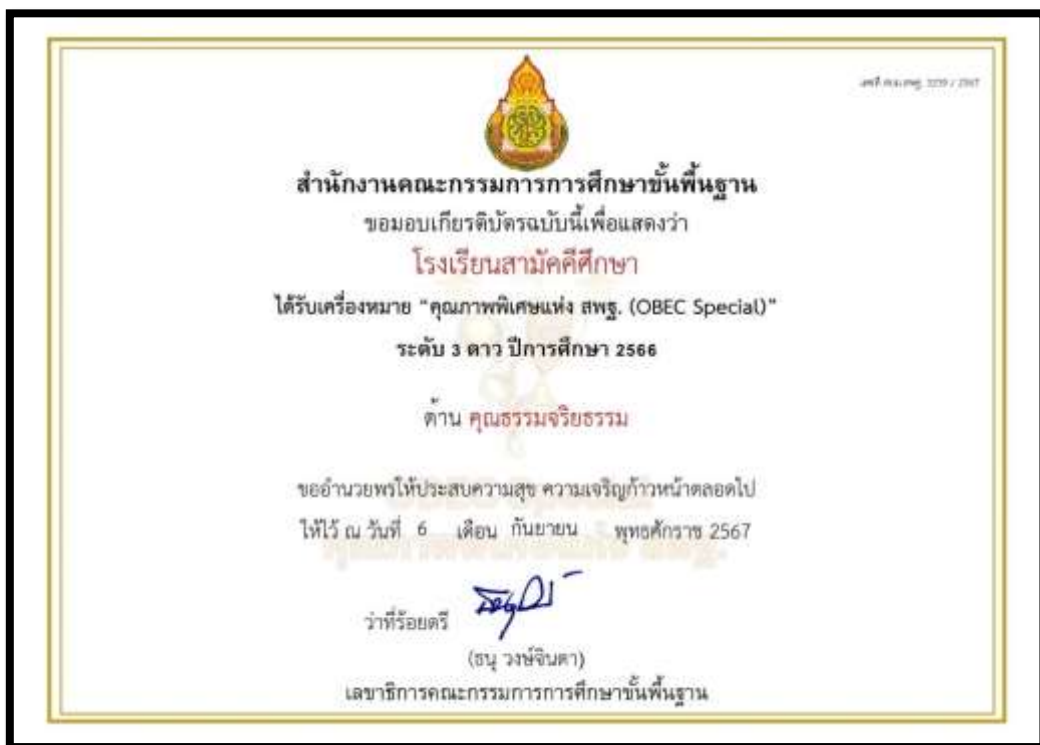 สำนักงานคณะกรรมการการศึกษาขั้นพื้นฐาน
ขอมอบเกียรติบัตรฉบับนี้เพื่อแสดงว่า
โรงเรียนสามัคคีศึกษา
ได้รับเครื่องหมาย “คุณภาพพิเศษแห่ง สพฐ. (OBEC Special)”
ระดับ 3 ดาว ปีการศึกษา 2566
ด้าน คุณธรรมจริยธรรม
ขออำนวยพรให้ประสบความสุข ความเจริญก้าวหน้าตลอดไป
ให้ไว้ ณ วันที่ 6 เดือน กันยายน พุทธศักราช 2567
ว่าที่ร้อยตรี
(ธนุ วงษ์จินดา)
เลขาธิการคณะกรรมการการศึกษาขั้นพื้นฐาน